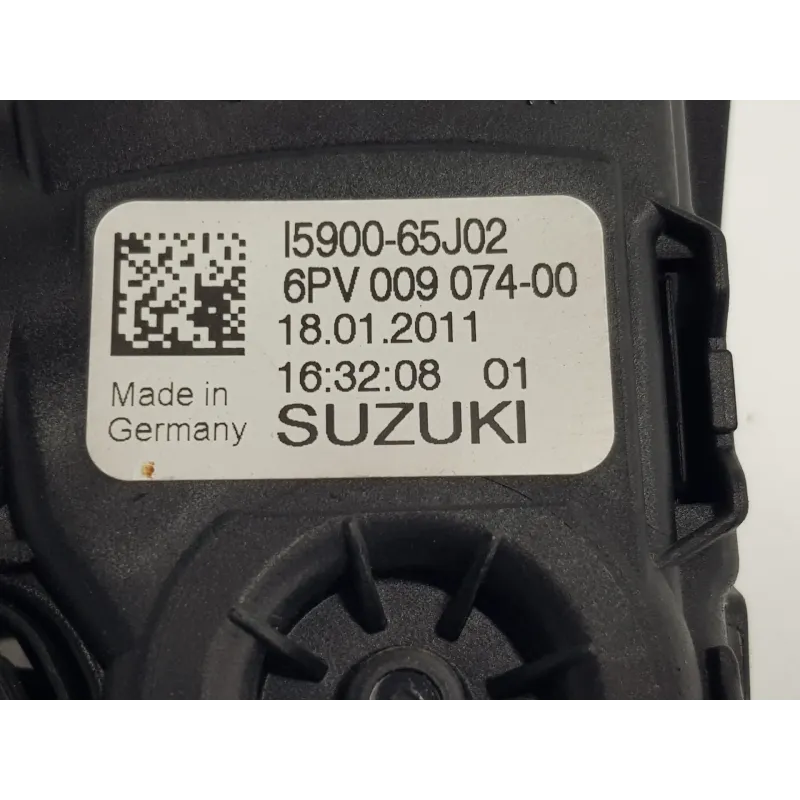 I5900-65J02
6PV 009 074-00
18.01.2011
16:32:08 01
Made in
Germany
SUZUKI